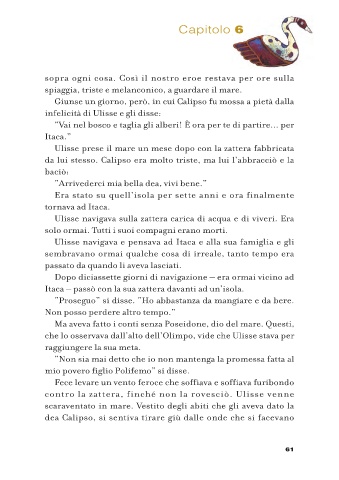 Capitolo 6
sopra ogni cosa. Così il nostro eroe restava per ore sulla
spiaggia, triste e melanconico, a guardare il mare.
Giunse un giorno, però, in cui Calipso fu mossa a pietà dalla
infelicità di Ulisse e gli disse:
"Vai nel bosco e taglia gli alberi! È ora per te di partire... per
Itaca."
Ulisse prese il mare un mese dopo con la zattera fabbricata
da lui stesso. Calipso era molto triste, ma lui l'abbracciò e la
baciò:
"Arrivederci mia bella dea, vivi bene."
Era stato su quell'isola per sette anni e ora finalmente
tornava ad Itaca.
Ulisse navigava sulla zattera carica di acqua e di viveri. Era
solo ormai. Tutti i suoi compagni erano morti.
Ulisse navigava e pensava ad Itaca e alla sua famiglia e gli
sembravano ormai qualche cosa di irreale, tanto tempo era
passato da quando li aveva lasciati.
Dopo diciassette giorni di navigazione – era ormai vicino ad
Itaca – passò con la sua zattera davanti ad un'isola.
"Proseguo" si disse. "Ho abbastanza da mangiare e da bere.
Non posso perdere altro tempo."
Ma aveva fatto i conti senza Poseidone, dio del mare. Questi,
che lo osservava dall'alto dell'Olimpo, vide che Ulisse stava per
raggiungere la sua meta.
"Non sia mai detto che io non mantenga la promessa fatta al
mio povero figlio Polifemo" si disse.
Fece levare un vento feroce che soffiava e soffiava furibondo
contro la zattera, finché non la rovesciò. Ulisse venne
scaraventato in mare. Vestito degli abiti che gli aveva dato la
dea Calipso, si sentiva tirare giù dalle onde che si facevano
61